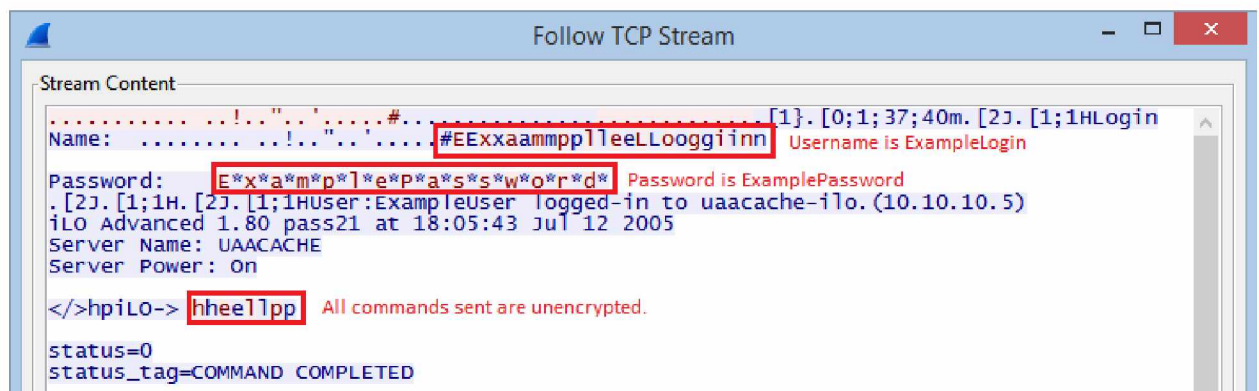 Follow TCP Stream
Stream Content
........... ..!.."..'.....#..............................[1}.[0;1;37;40m.[2J.[1;1HLogin
Name: ........ ..!.."..'.....#EExxaammpplleeLLooggiinn Username is ExampleLogin
Password: E*x*a*m*p*l*e*P*a*s*s*w*o*r*d* Password is ExamplePassword
.[2J.[1;1H.[2J.[1;1HUser:ExampleUser logged-in to uaacache-ilo.(10.10.10.5)
iLO Advanced 1.80 pass21 at 18:05:43 Jul 12 2005
Server Name: UAACACHE
Server Power: On
</>hpiLO-> hheellpp All commands sent are unencrypted.
status=0
status_tag=COMMAND COMPLETED